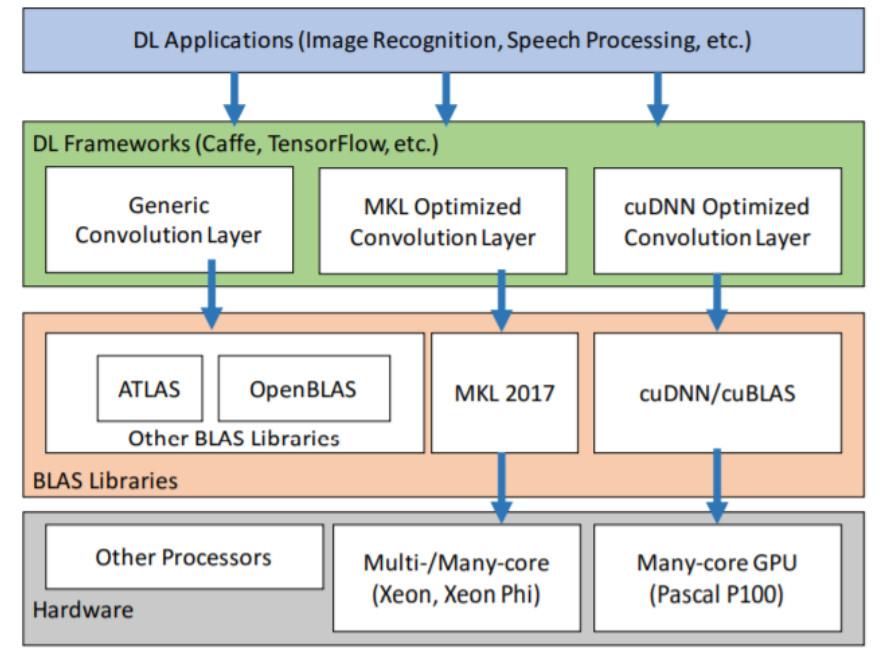 DL Applications (Image Recognition, Speech Processing, etc.)
DL Frameworks (Caffe, TensorFlow, etc.)
Generic
Convolution Layer
MKL Optimized
Convolution Layer
cuDNN Optimized
Convolution Layer
ATLAS
OpenBLAS
Other BLAS Libraries
MKL 2017
cuDNN/cuBLAS
BLAS Libraries
Other Processors
Multi-/Many-core
(Xeon, Xeon Phi)
Many-core GPU
(Pascal P100)
Hardware